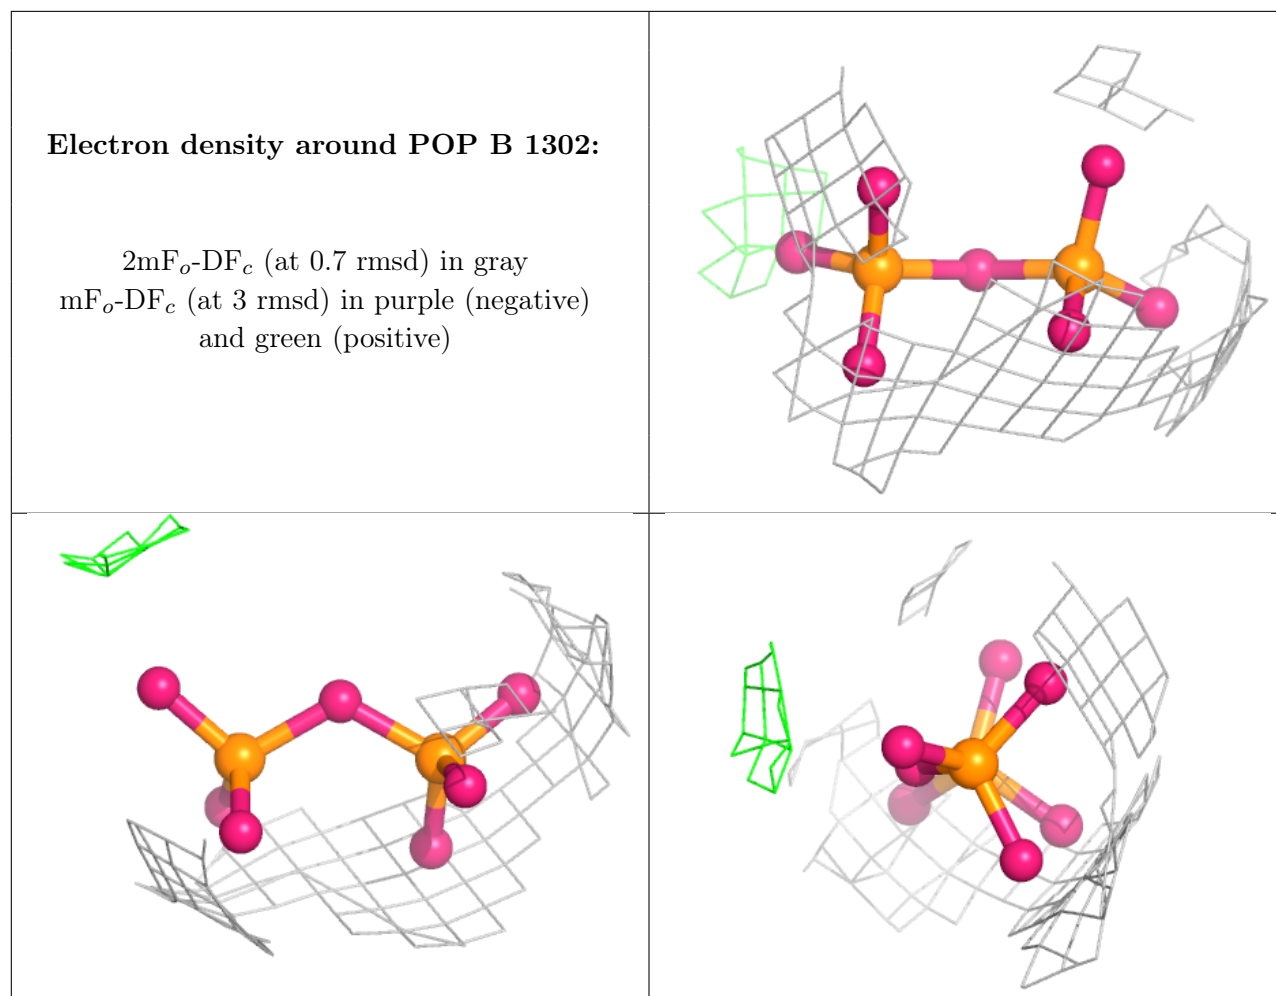 Electron density around POP B 1302:
2mFo-DFc (at 0.7 rmsd) in gray
mFo-DFc (at 3 rmsd) in purple (negative)
and green (positive)